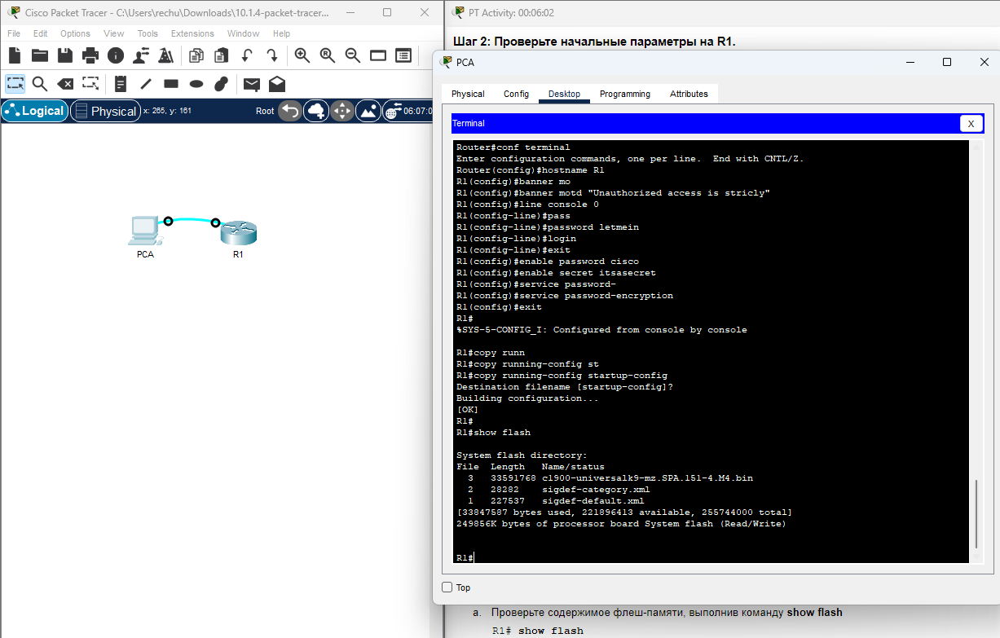 Cisco Packet Tracer - C:\Users\rechu\Downloads\10.1.4-packet-tracer...
File Edit Options View Tools Extensions Window Help
Logical Physical x: 265, y: 161 Root 06:07:0
PCA
R1
PT Activity: 00:06:02
Шаг 2: Проверьте начальные параметры на R1.
PCA
Physical Config Desktop Programming Attributes
Terminal X
Router#conf terminal
Enter configuration commands, one per line.  End with CNTL/Z.
Router(config)#hostname R1
R1(config)#banner mo
R1(config)#banner motd "Unauthorized access is stricly"
R1(config)#line console 0
R1(config-line)#pass
R1(config-line)#password letmein
R1(config-line)#login
R1(config-line)#exit
R1(config)#enable password cisco
R1(config)#enable secret itsasecret
R1(config)#service password-
R1(config)#service password-encryption
R1(config)#exit
R1#
%SYS-5-CONFIG_I: Configured from console by console
R1#copy runn
R1#copy running-config st
R1#copy running-config startup-config
Destination filename [startup-config]?
Building configuration...
[OK]
R1#
R1#show flash
System flash directory:
File  Length   Name/status
3   33591768 c1900-universalk9-mz.SPA.151-4.M4.bin
2   28282    sigdef-category.xml
1   227537   sigdef-default.xml
[33847587 bytes used, 221896413 available, 255744000 total]
249856K bytes of processor board System flash (Read/Write)
R1#
Top
a. Проверьте содержимое флеш-памяти, выполнив команду show flash
R1# show flash